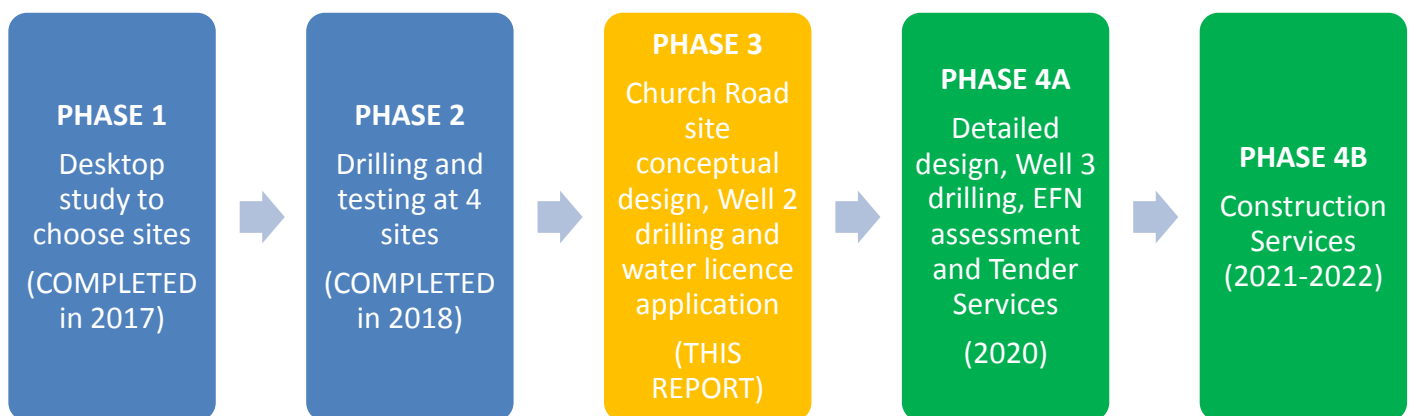 PHASE 1
Desktop
study to
choose sites
(COMPLETED
in 2017)
PHASE 2
Drilling and
testing at 4
sites
(COMPLETED
in 2018)
PHASE 3
Church Road
site
conceptual
design, Well 2
drilling and
water licence
application
(THIS
REPORT)
PHASE 4A
Detailed
design, Well 3
drilling, EFN
assessment
and Tender
Services
(2020)
PHASE 4B
Construction
Services
(2021-2022)